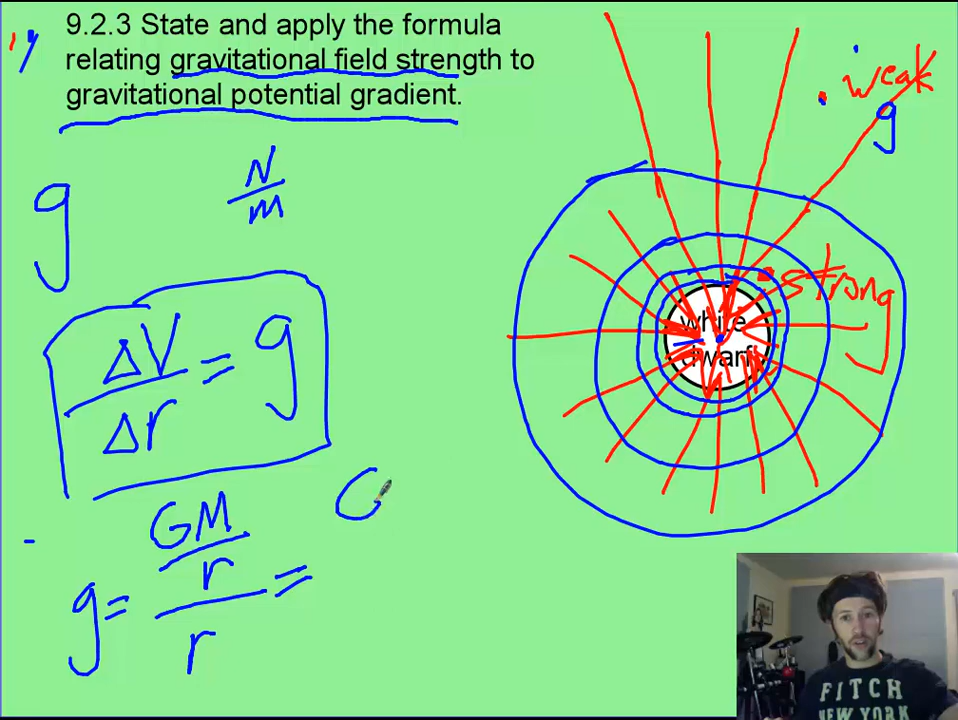 9.2.3 State and apply the formula
relating gravitational field strength to
gravitational potential gradient.
weak
g
g
N
m
strong
g
white
dwarf
ΔV
Δr
= g
GM
r
g = =
r
FITCH
NEW YORK